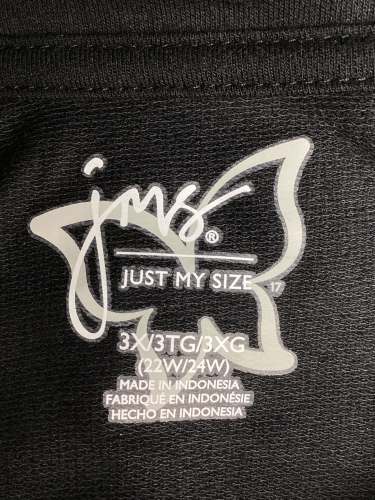 jms®
JUST MY SIZE 17
3X/3TG/3XG
(22W/24W)
MADE IN INDONESIA
FABRIQUÉ EN INDONÉSIE
HECHO EN INDONESIA